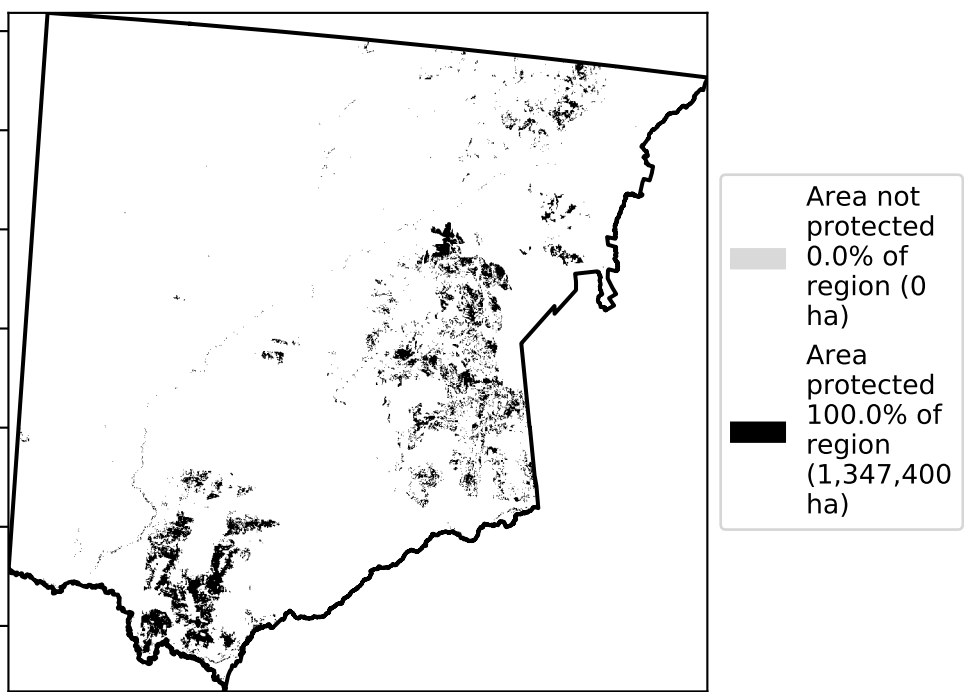 Area not
protected
0.0% of
region (0
ha)
Area
protected
100.0% of
region
(1,347,400
ha)